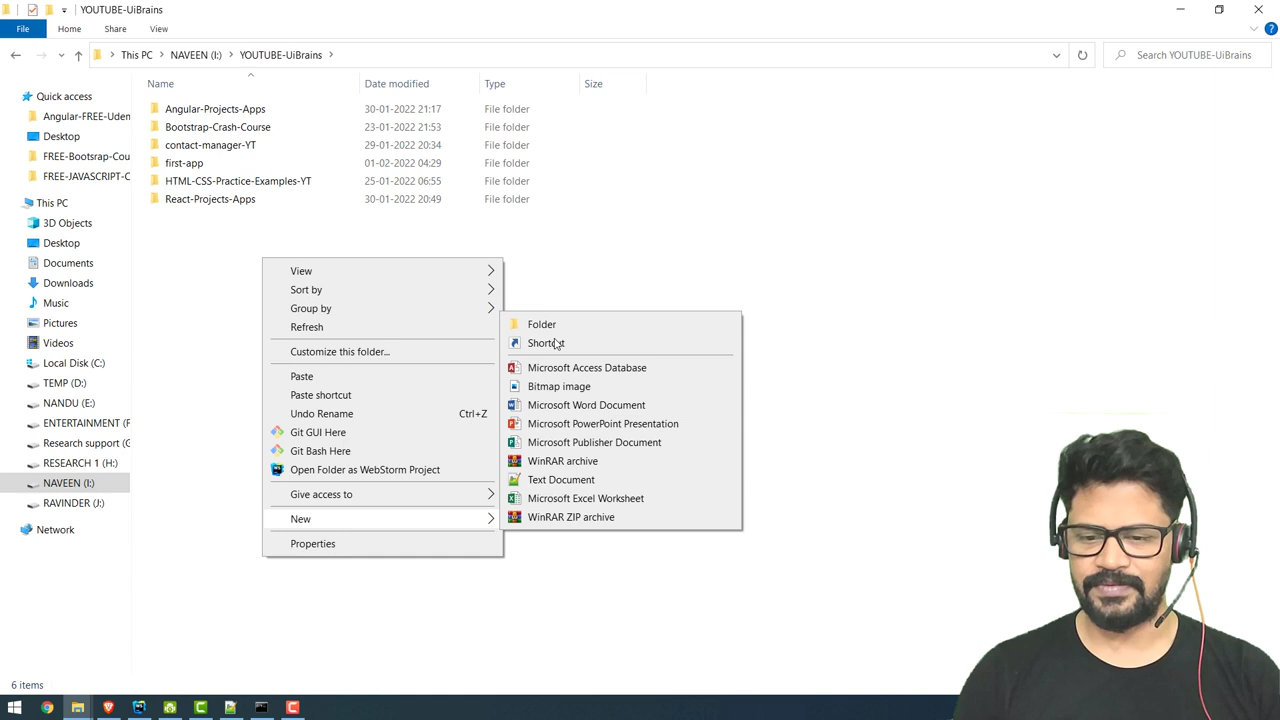 YOUTUBE-UiBrains
File
Home
Share
View
This PC
NAVEEN (I:)
YOUTUBE-UiBrains
Search YOUTUBE-UiBrains
Name
Date modified
Type
Size
Quick access
Angular-FREE-Udem
Desktop
FREE-Bootsrap-Cou
FREE-JAVASCRIPT-C
This PC
3D Objects
Desktop
Documents
Downloads
Music
Pictures
Videos
Local Disk (C:)
TEMP (D:)
NANDU (E:)
ENTERTAINMENT (
Research support (G
RESEARCH 1 (H:)
NAVEEN (I:)
RAVINDER (J:)
Network
Angular-Projects-Apps 30-01-2022 21:17 File folder
Bootstrap-Crash-Course 23-01-2022 21:53 File folder
contact-manager-YT 29-01-2022 20:34 File folder
first-app 01-02-2022 04:29 File folder
HTML-CSS-Practice-Examples-YT 25-01-2022 06:55 File folder
React-Projects-Apps 30-01-2022 20:49 File folder
View
Sort by
Group by
Refresh
Customize this folder...
Paste
Paste shortcut
Undo Rename Ctrl+Z
Git GUI Here
Git Bash Here
Open Folder as WebStorm Project
Give access to
New
Properties
Folder
Shortcut
Microsoft Access Database
Bitmap image
Microsoft Word Document
Microsoft PowerPoint Presentation
Microsoft Publisher Document
WinRAR archive
Text Document
Microsoft Excel Worksheet
WinRAR ZIP archive
6 items